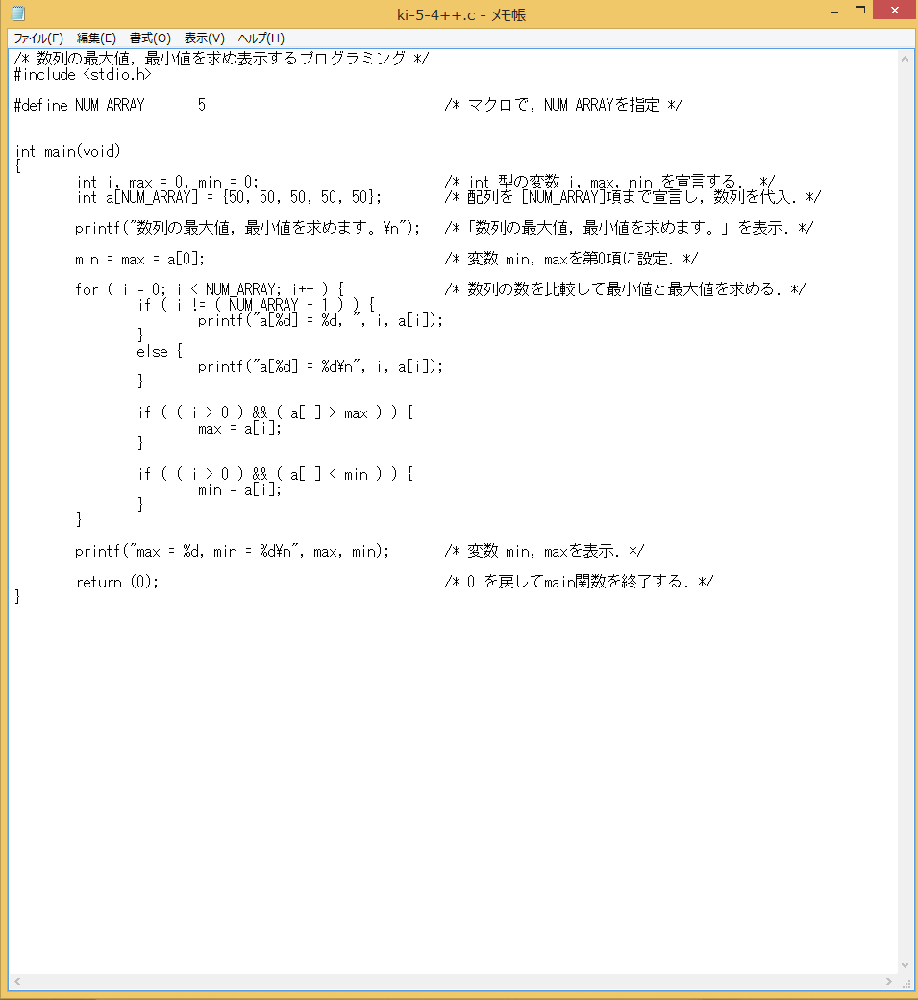 ki-5-4++.c - メモ帳
ファイル(F) 編集(E) 書式(O) 表示(V) ヘルプ(H)
/* 数列の最大値，最小値を求め表示するプログラミング */
#include <stdio.h>
#define NUM_ARRAY 5 /* マクロで，NUM_ARRAYを指定 */
int main(void)
{
int i, max = 0, min = 0; /* int 型の変数 i, max, min を宣言する． */
int a[NUM_ARRAY] = {50, 50, 50, 50, 50}; /* 配列を [NUM_ARRAY]項まで宣言し，数列を代入．*/
printf("数列の最大値，最小値を求めます。¥n"); /*「数列の最大値，最小値を求めます。」を表示．*/
min = max = a[0]; /* 変数 min, maxを第0項に設定．*/
for ( i = 0; i < NUM_ARRAY; i++ ) { /* 数列の数を比較して最小値と最大値を求める．*/
if ( i != ( NUM_ARRAY - 1 ) ) {
printf("a[%d] = %d, ", i, a[i]);
}
else {
printf("a[%d] = %d¥n", i, a[i]);
}
if ( ( i > 0 ) && ( a[i] > max ) ) {
max = a[i];
}
if ( ( i > 0 ) && ( a[i] < min ) ) {
min = a[i];
}
}
printf("max = %d, min = %d¥n", max, min); /* 変数 min, maxを表示．*/
return (0); /* 0 を戻してmain関数を終了する．*/
}